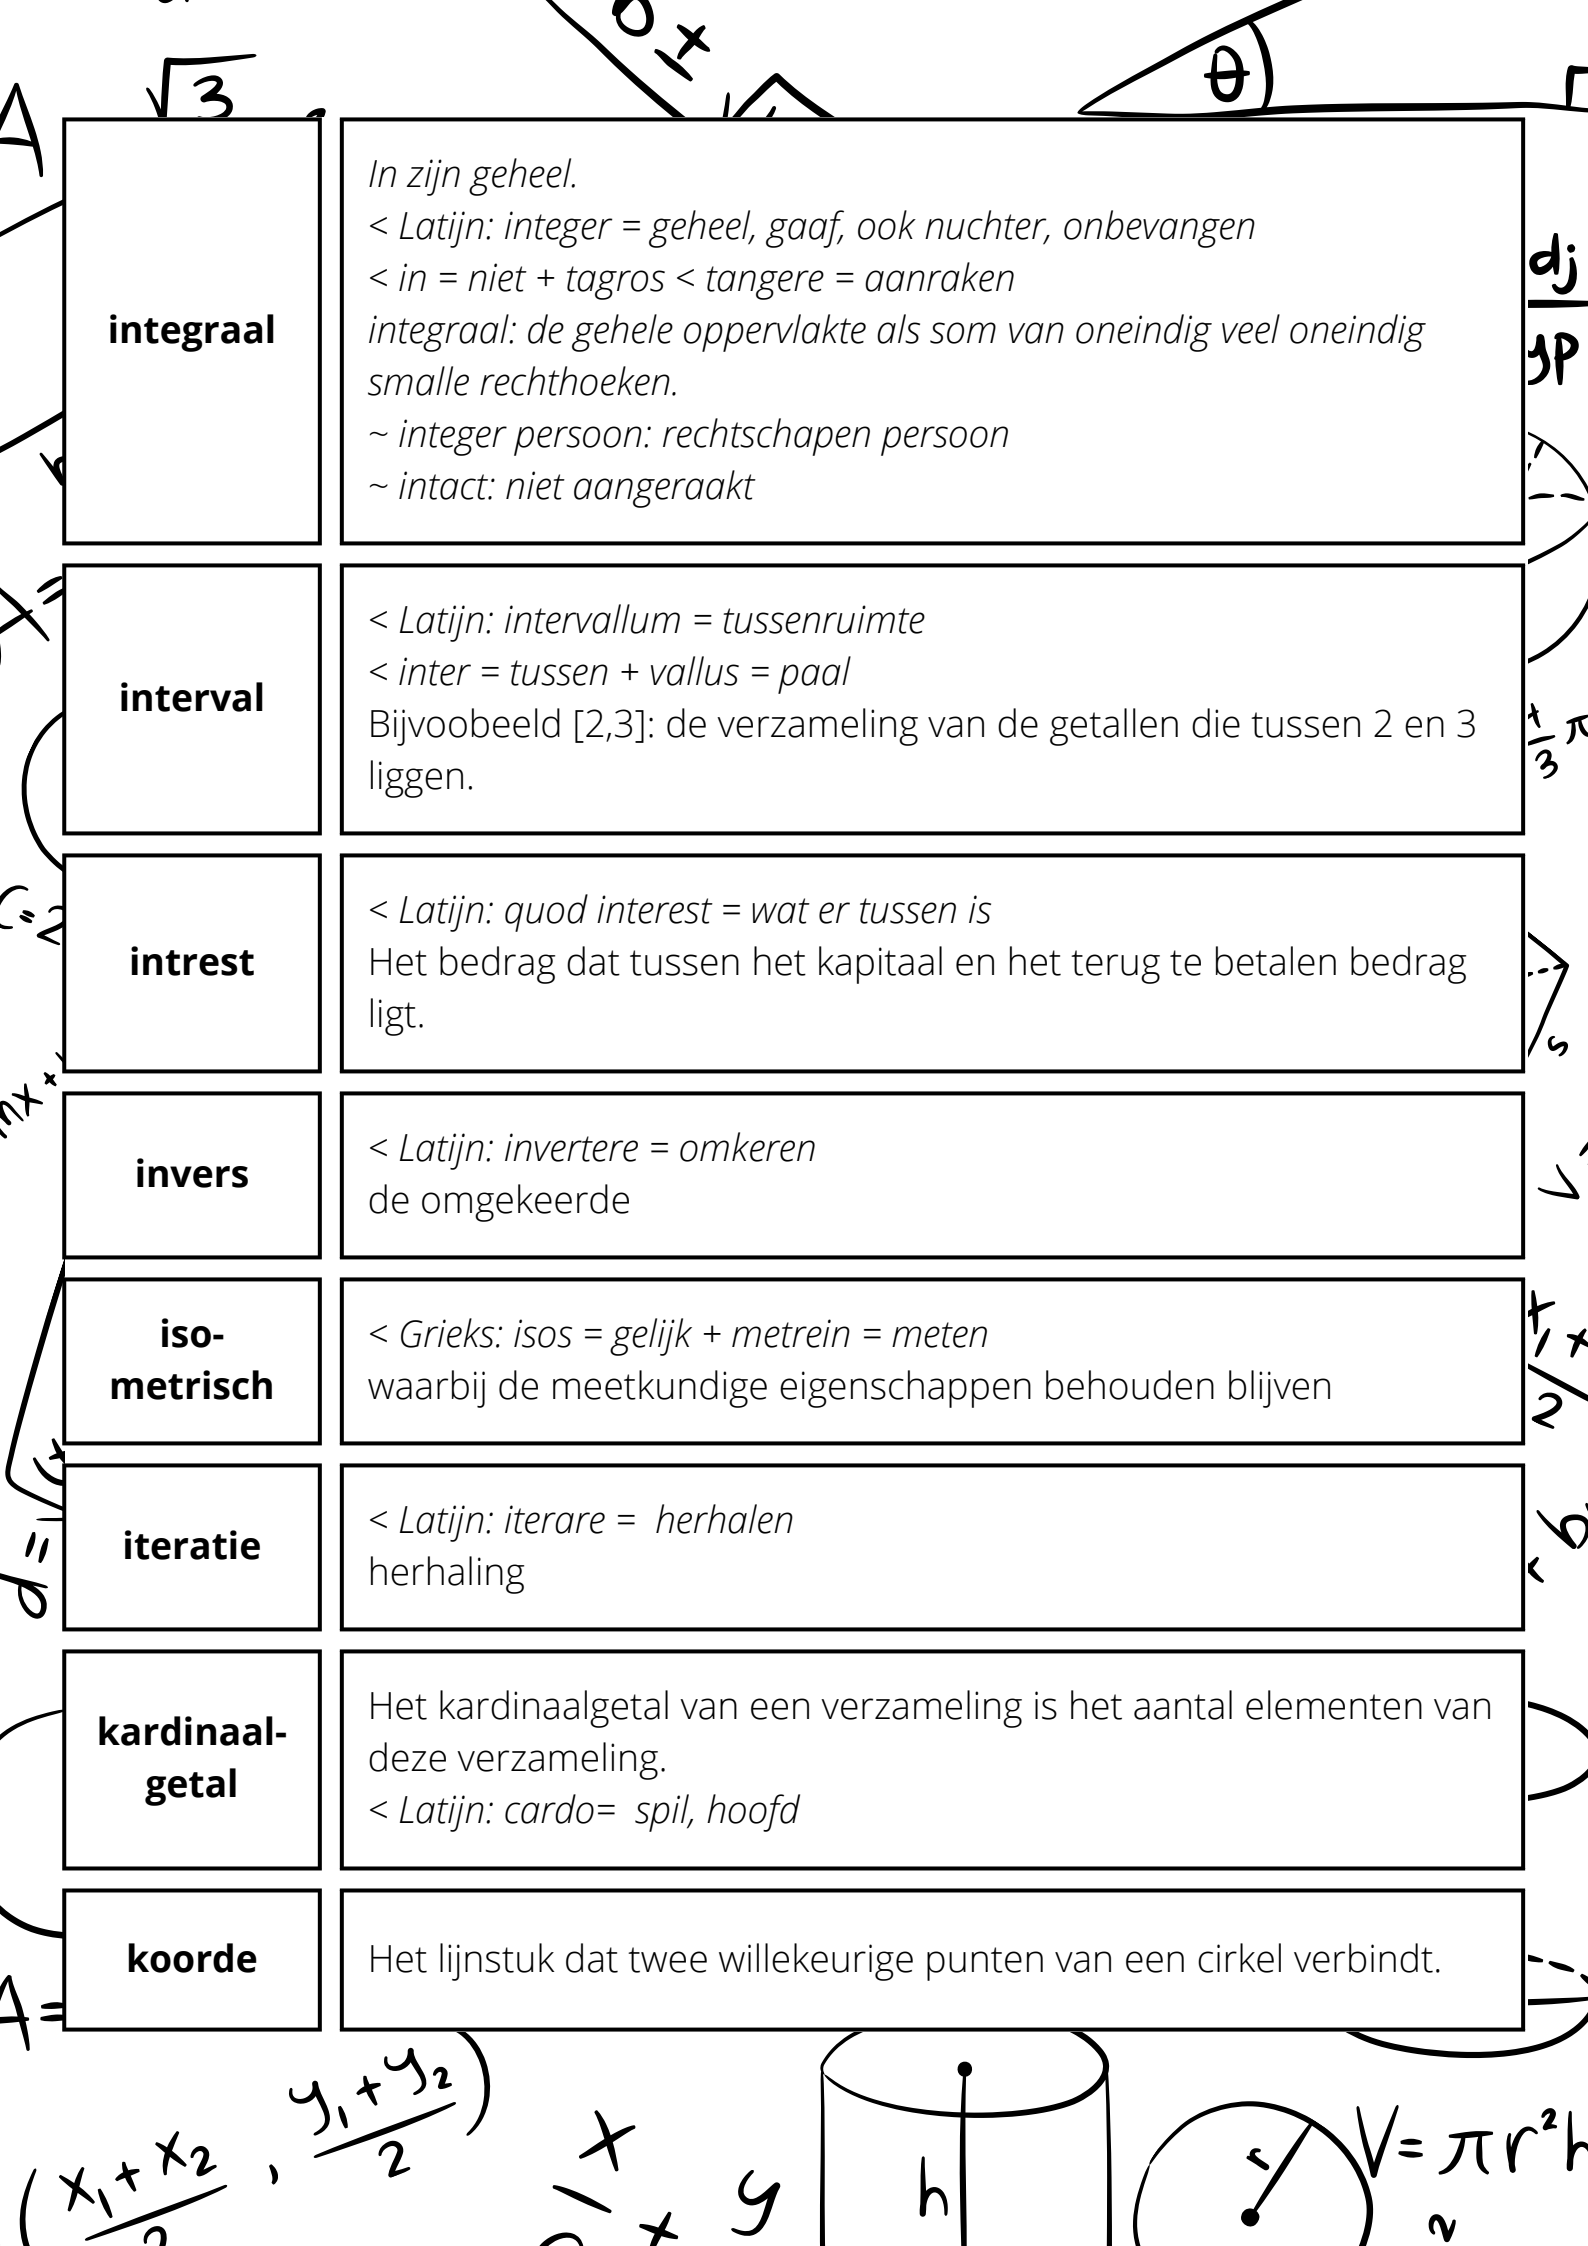 √3
θ
integraal
In zijn geheel.
< Latijn: integer = geheel, gaaf, ook nuchter, onbevangen
< in = niet + tagros < tangere = aanraken
integraal: de gehele oppervlakte als som van oneindig veel oneindig
smalle rechthoeken.
~ integer persoon: rechtschapen persoon
~ intact: niet aangeraakt
interval
< Latijn: intervallum = tussenruimte
< inter = tussen + vallus = paal
Bijvoorbeeld [2,3]: de verzameling van de getallen die tussen 2 en 3
liggen.
intrest
< Latijn: quod interest = wat er tussen is
Het bedrag dat tussen het kapitaal en het terug te betalen bedrag
ligt.
invers
< Latijn: invertere = omkeren
de omgekeerde
iso-
metrisch
< Grieks: isos = gelijk + metrein = meten
waarbij de meetkundige eigenschappen behouden blijven
iteratie
< Latijn: iterare =  herhalen
herhaling
kardinaal-
getal
Het kardinaalgetal van een verzameling is het aantal elementen van
deze verzameling.
< Latijn: cardo=  spil, hoofd
koorde
Het lijnstuk dat twee willekeurige punten van een cirkel verbindt.
(x₁+x₂/2 , y₁+y₂/2)
h
r
V=πr²h